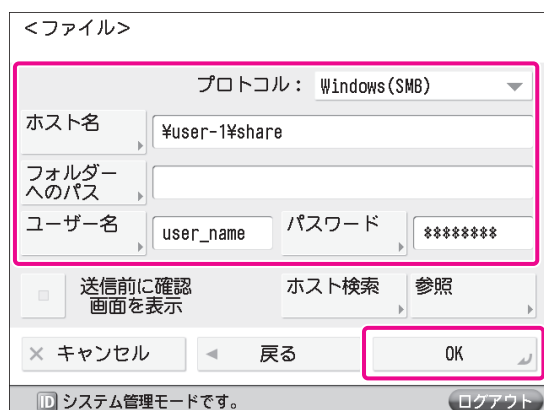 <ファイル>
プロトコル： Windows(SMB)
ホスト名 ¥user-1¥share
フォルダー
へのパス
ユーザー名 user_name パスワード ********
送信前に確認 ホスト検索 参照
画面を表示
× キャンセル 戻る OK
ID システム管理モードです。 ログアウト